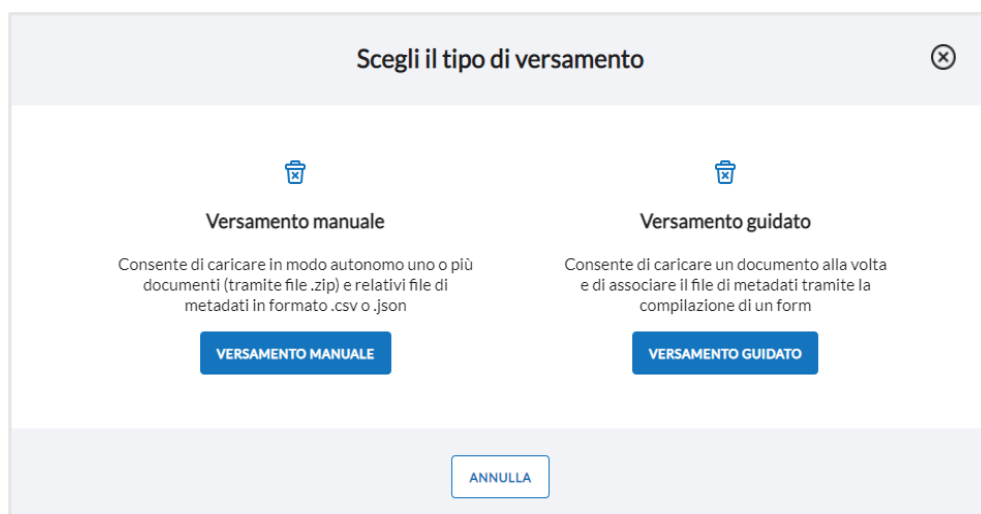 Scegli il tipo di versamento
Versamento manuale
Consente di caricare in modo autonomo uno o più
documenti (tramite file .zip) e relativi file di
metadati in formato .csv o .json
VERSAMENTO MANUALE
Versamento guidato
Consente di caricare un documento alla volta
e di associare il file di metadati tramite la
compilazione di un form
VERSAMENTO GUIDATO
ANNULLA